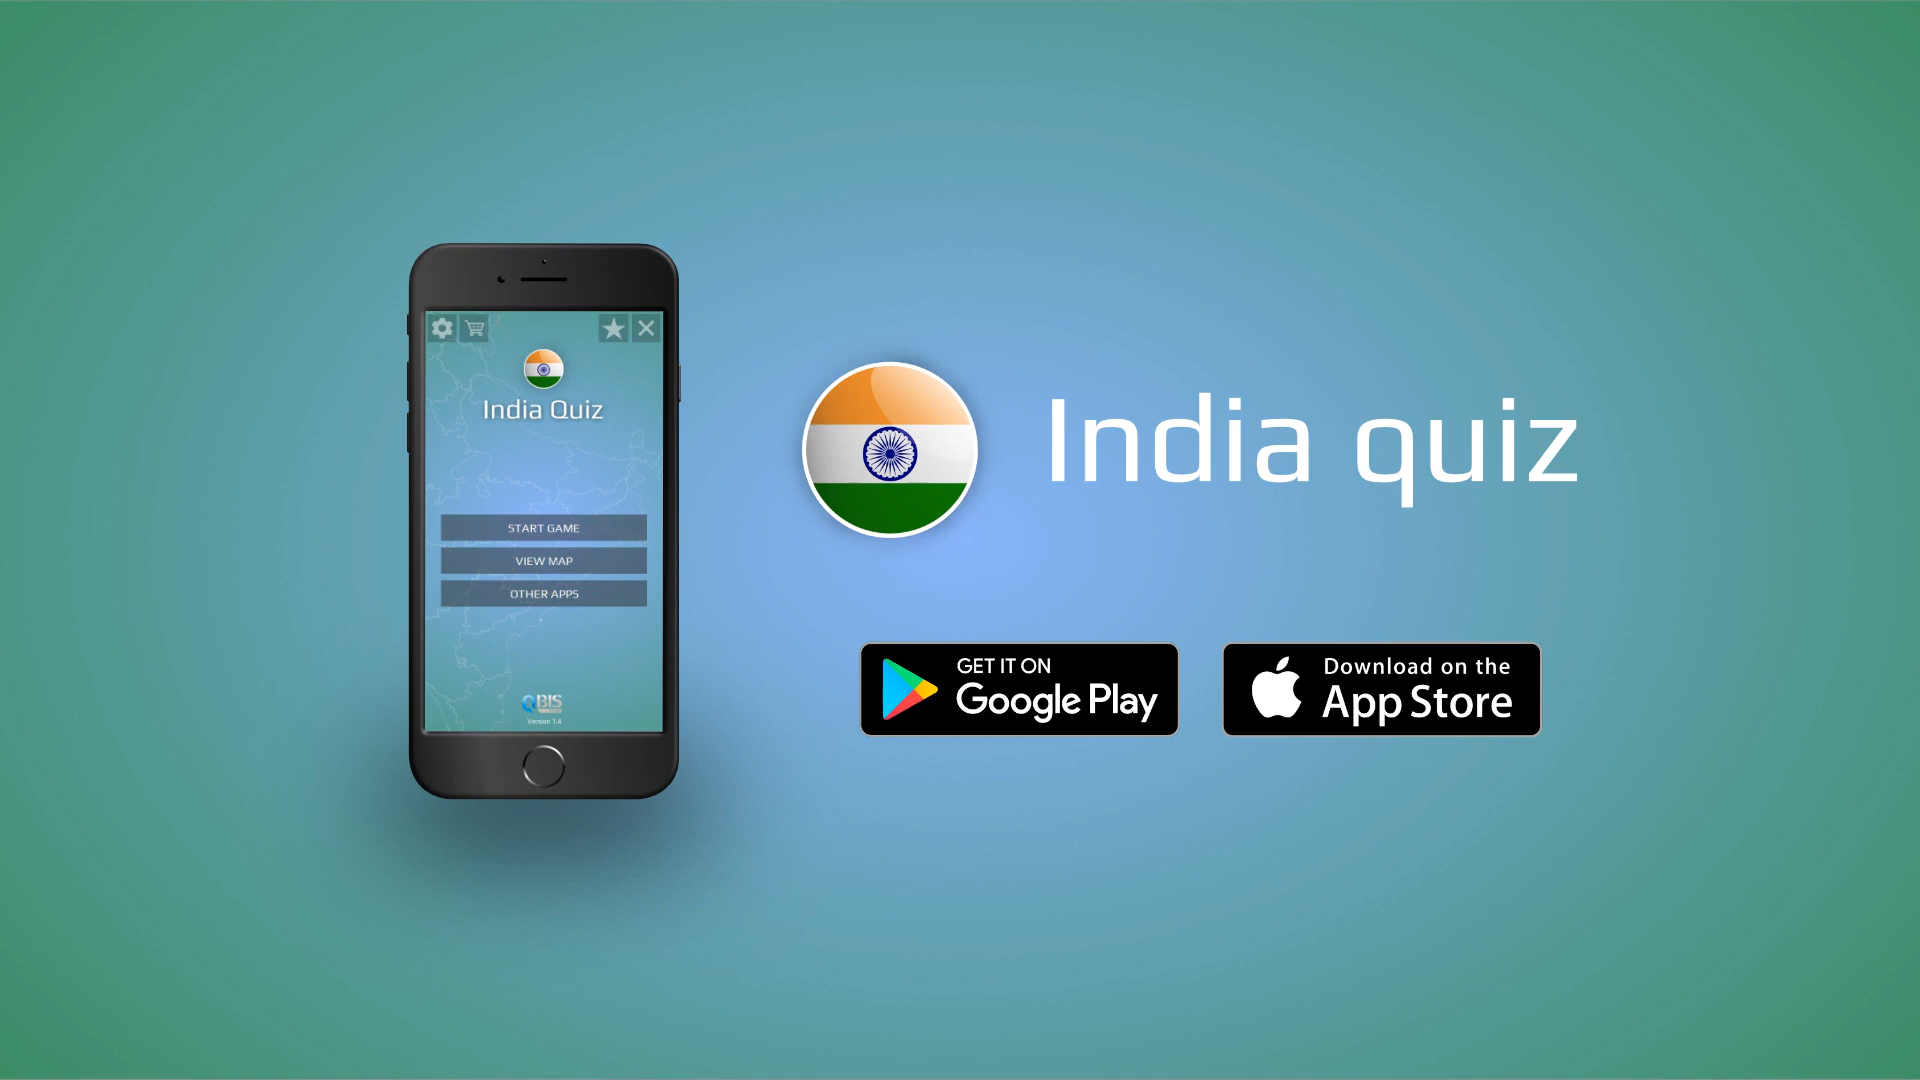 India Quiz
START GAME
VIEW MAP
OTHER APPS
QBIS
Version 1.4
India quiz
GET IT ON
Google Play
Download on the
App Store